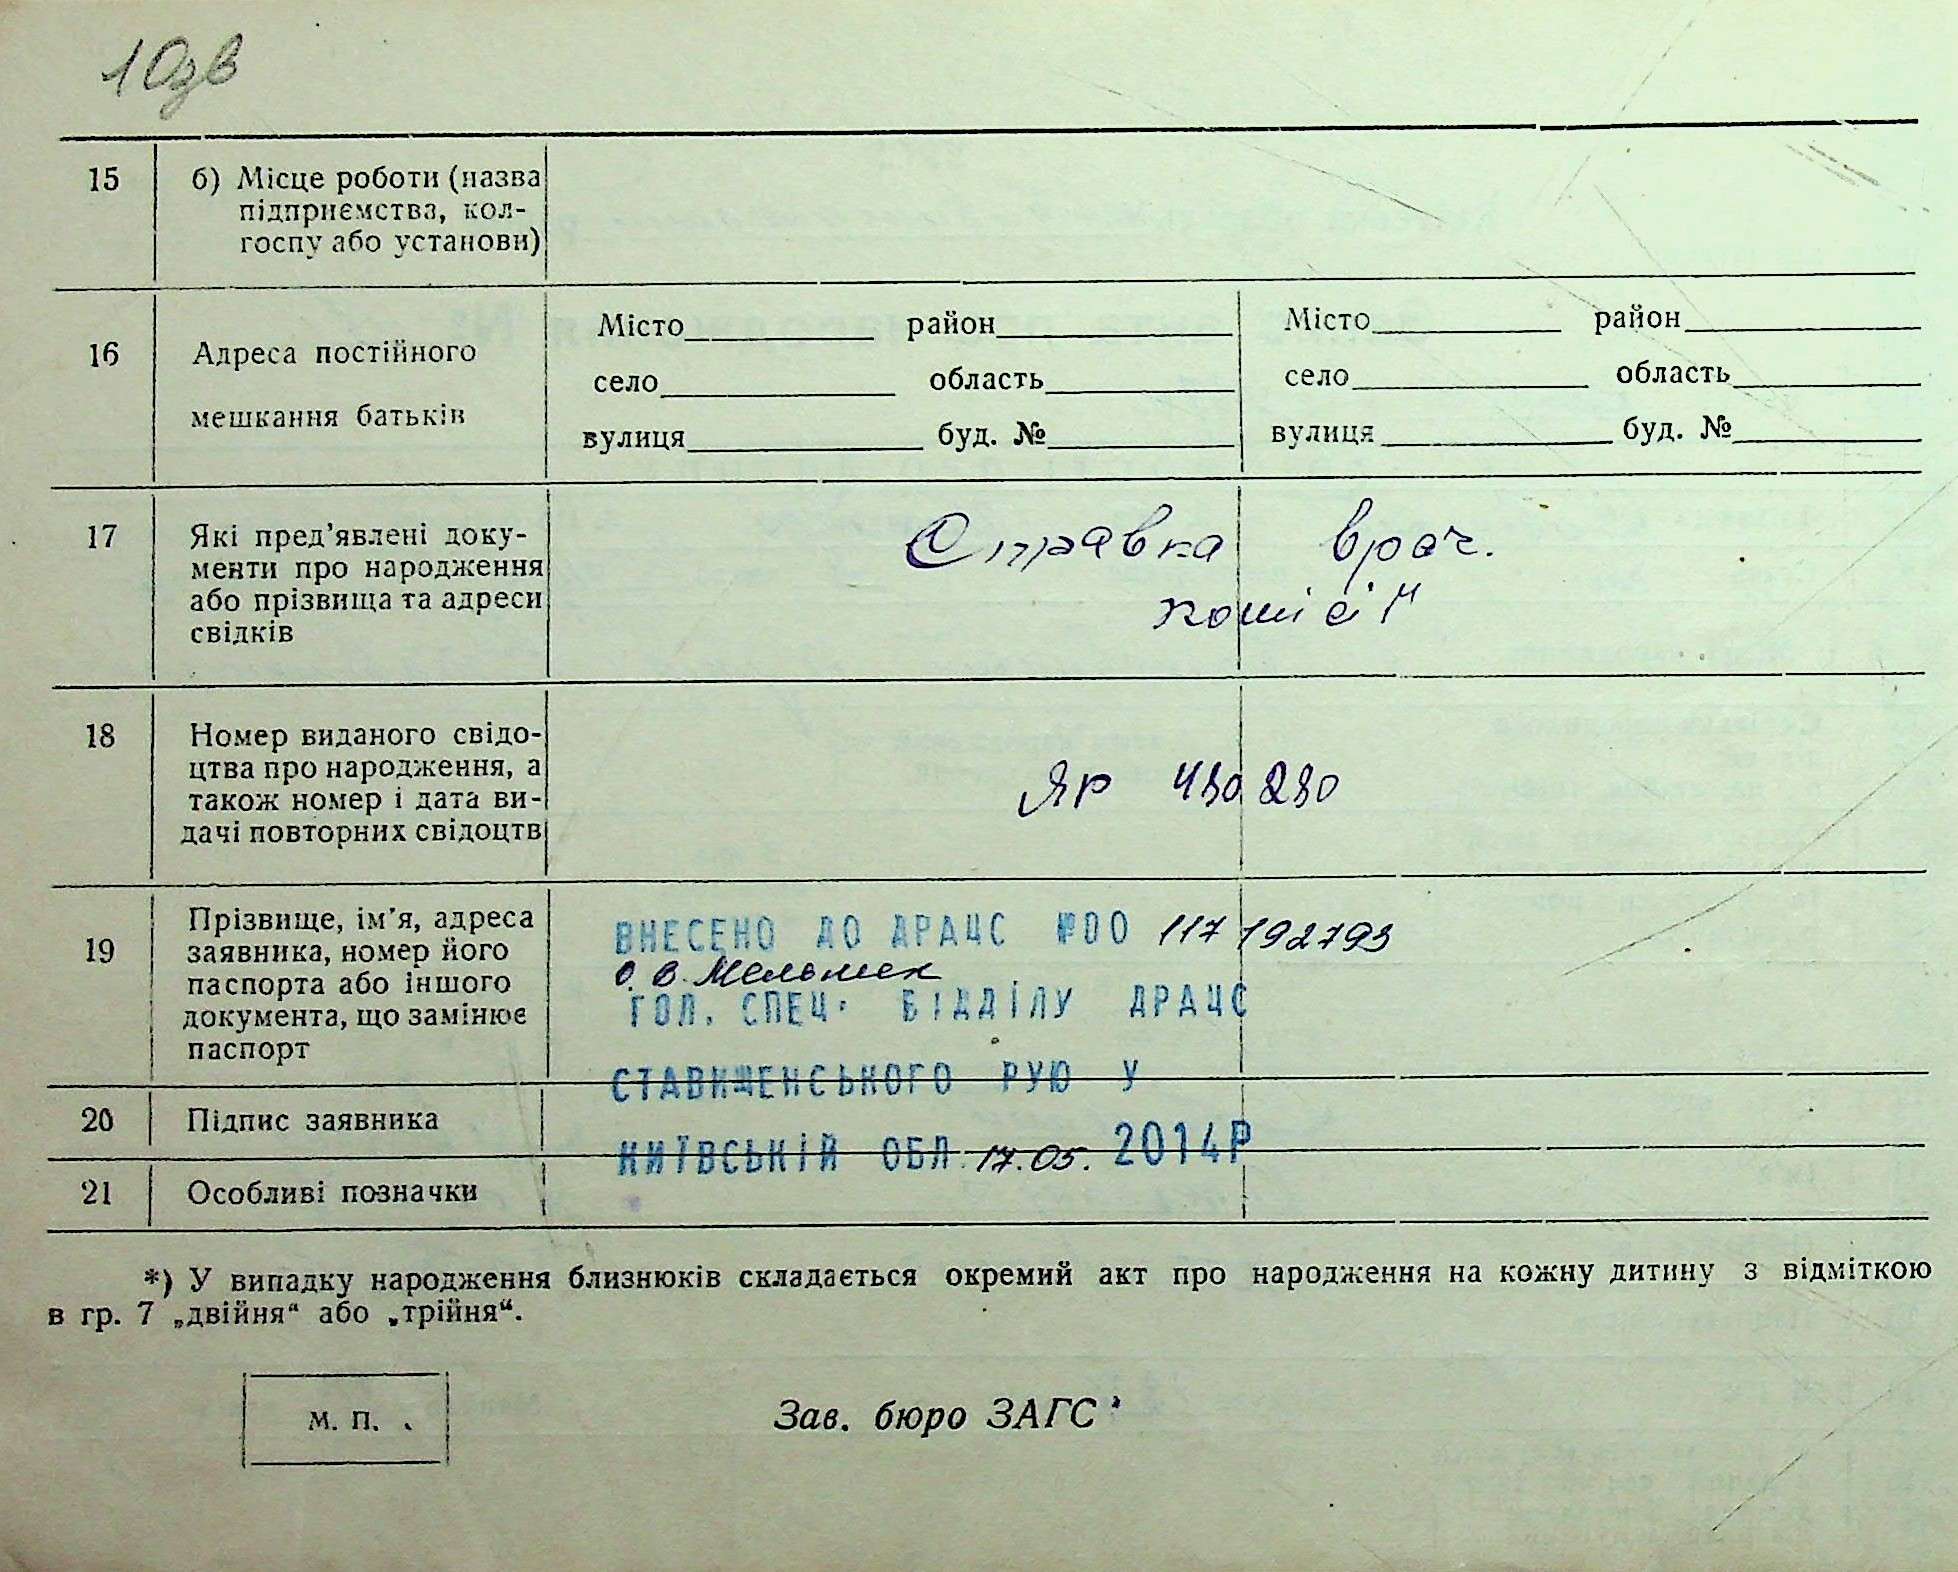 10зв
15 б) Місце роботи (назва
підприємства, кол-
госпу або установи)
16 Адреса постійного
мешкання батьків
Місто район
село область
вулиця буд. №
Місто район
село область
вулиця буд. №
17 Які пред’явлені доку-
менти про народження
або прізвища та адреси
свідків
Справка врач.
комісії
18 Номер виданого свідо-
цтва про народження, а
також номер і дата ви-
дачі повторних свідоцтв
ЯР 430280
19 Прізвище, ім’я, адреса
заявника, номер його
паспорта або іншого
документа, що замінює
паспорт
ВНЕСЕНО ДО ДРАЦС №00 117192793
О.В. Мельник
ГОЛ. СПЕЦ. ВІДДІЛУ ДРАЦС
СТАВИЩЕНСЬКОГО РУЮ У
КИЇВСЬКІЙ ОБЛ. 17.05. 2014Р
20 Підпис заявника
21 Особливі позначки
*) У випадку народження близнюків складається окремий акт про народження на кожну дитину з відміткою
в гр. 7 „двійня“ або „трійня“.
М. П.
Зав. бюро ЗАГС